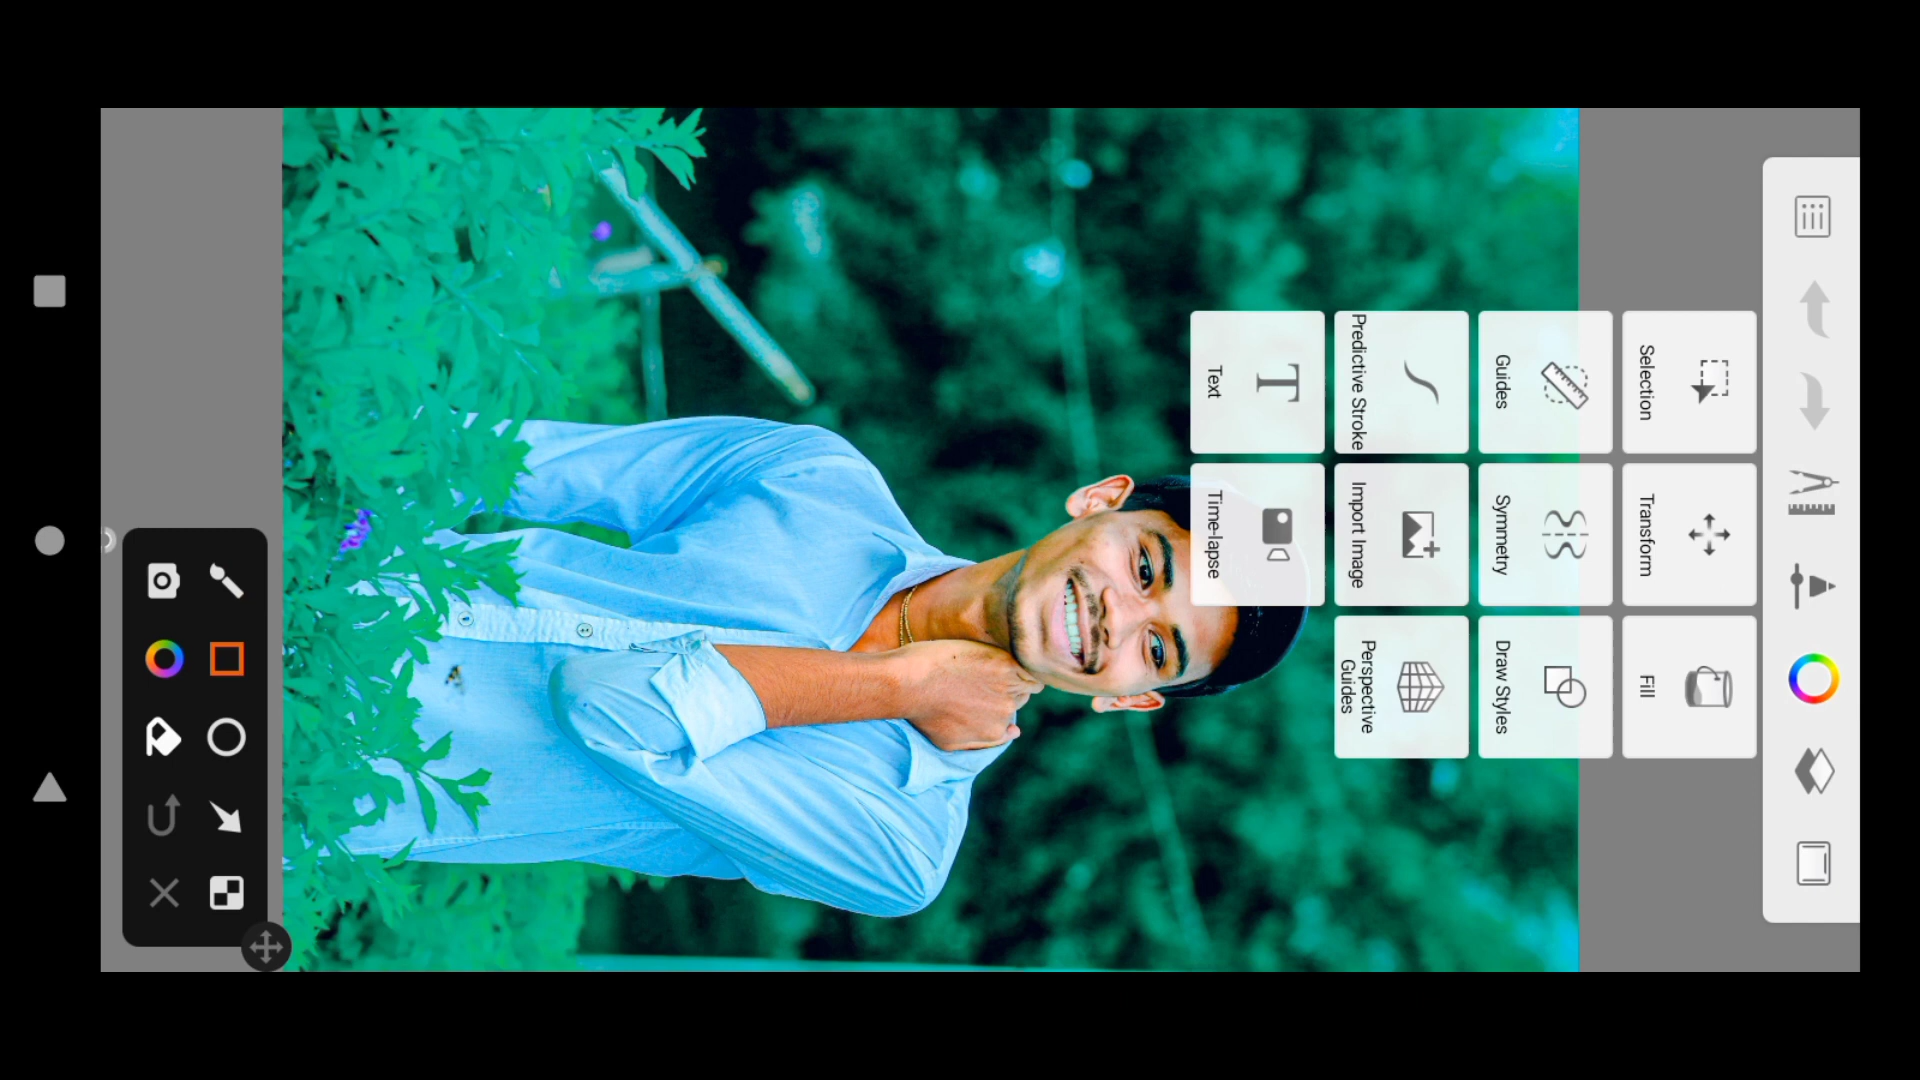 Selection
Transform
Fill
Guides
Symmetry
Draw Styles
Predictive Stroke
Import Image
Perspective
Guides
Text
Time-lapse